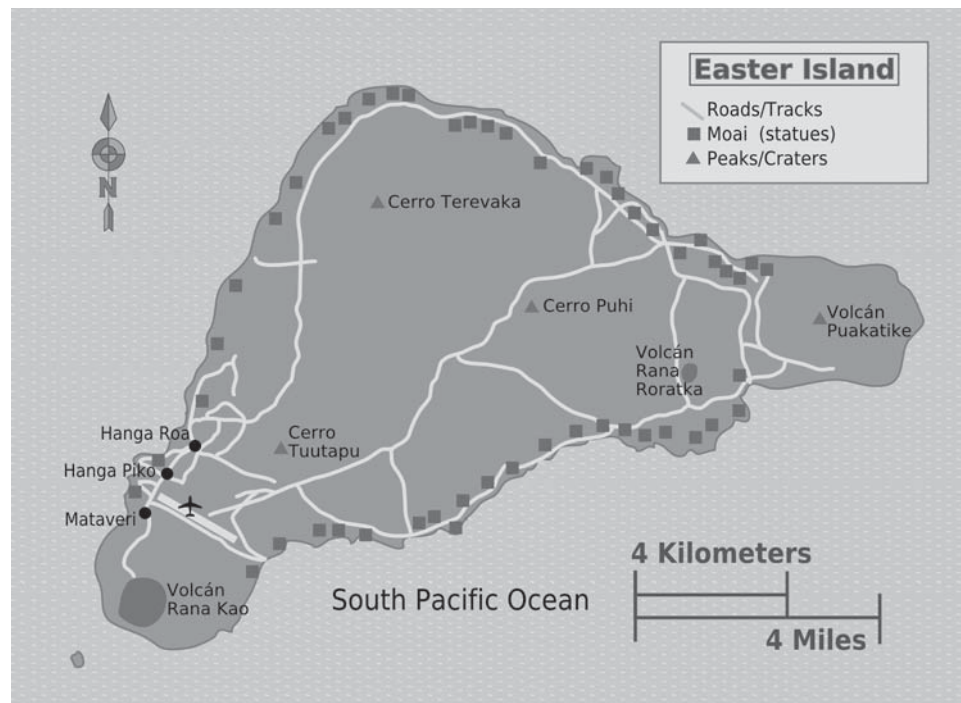 Easter Island
Roads/Tracks
Moai (statues)
Peaks/Craters
N
Cerro Terevaka
Cerro Puhi
Volcán
Puakatike
Volcán
Rana
Roratka
Hanga Roa
Cerro
Tuutapu
Hanga Piko
Mataveri
Volcán
Rana Kao
South Pacific Ocean
4 Kilometers
4 Miles